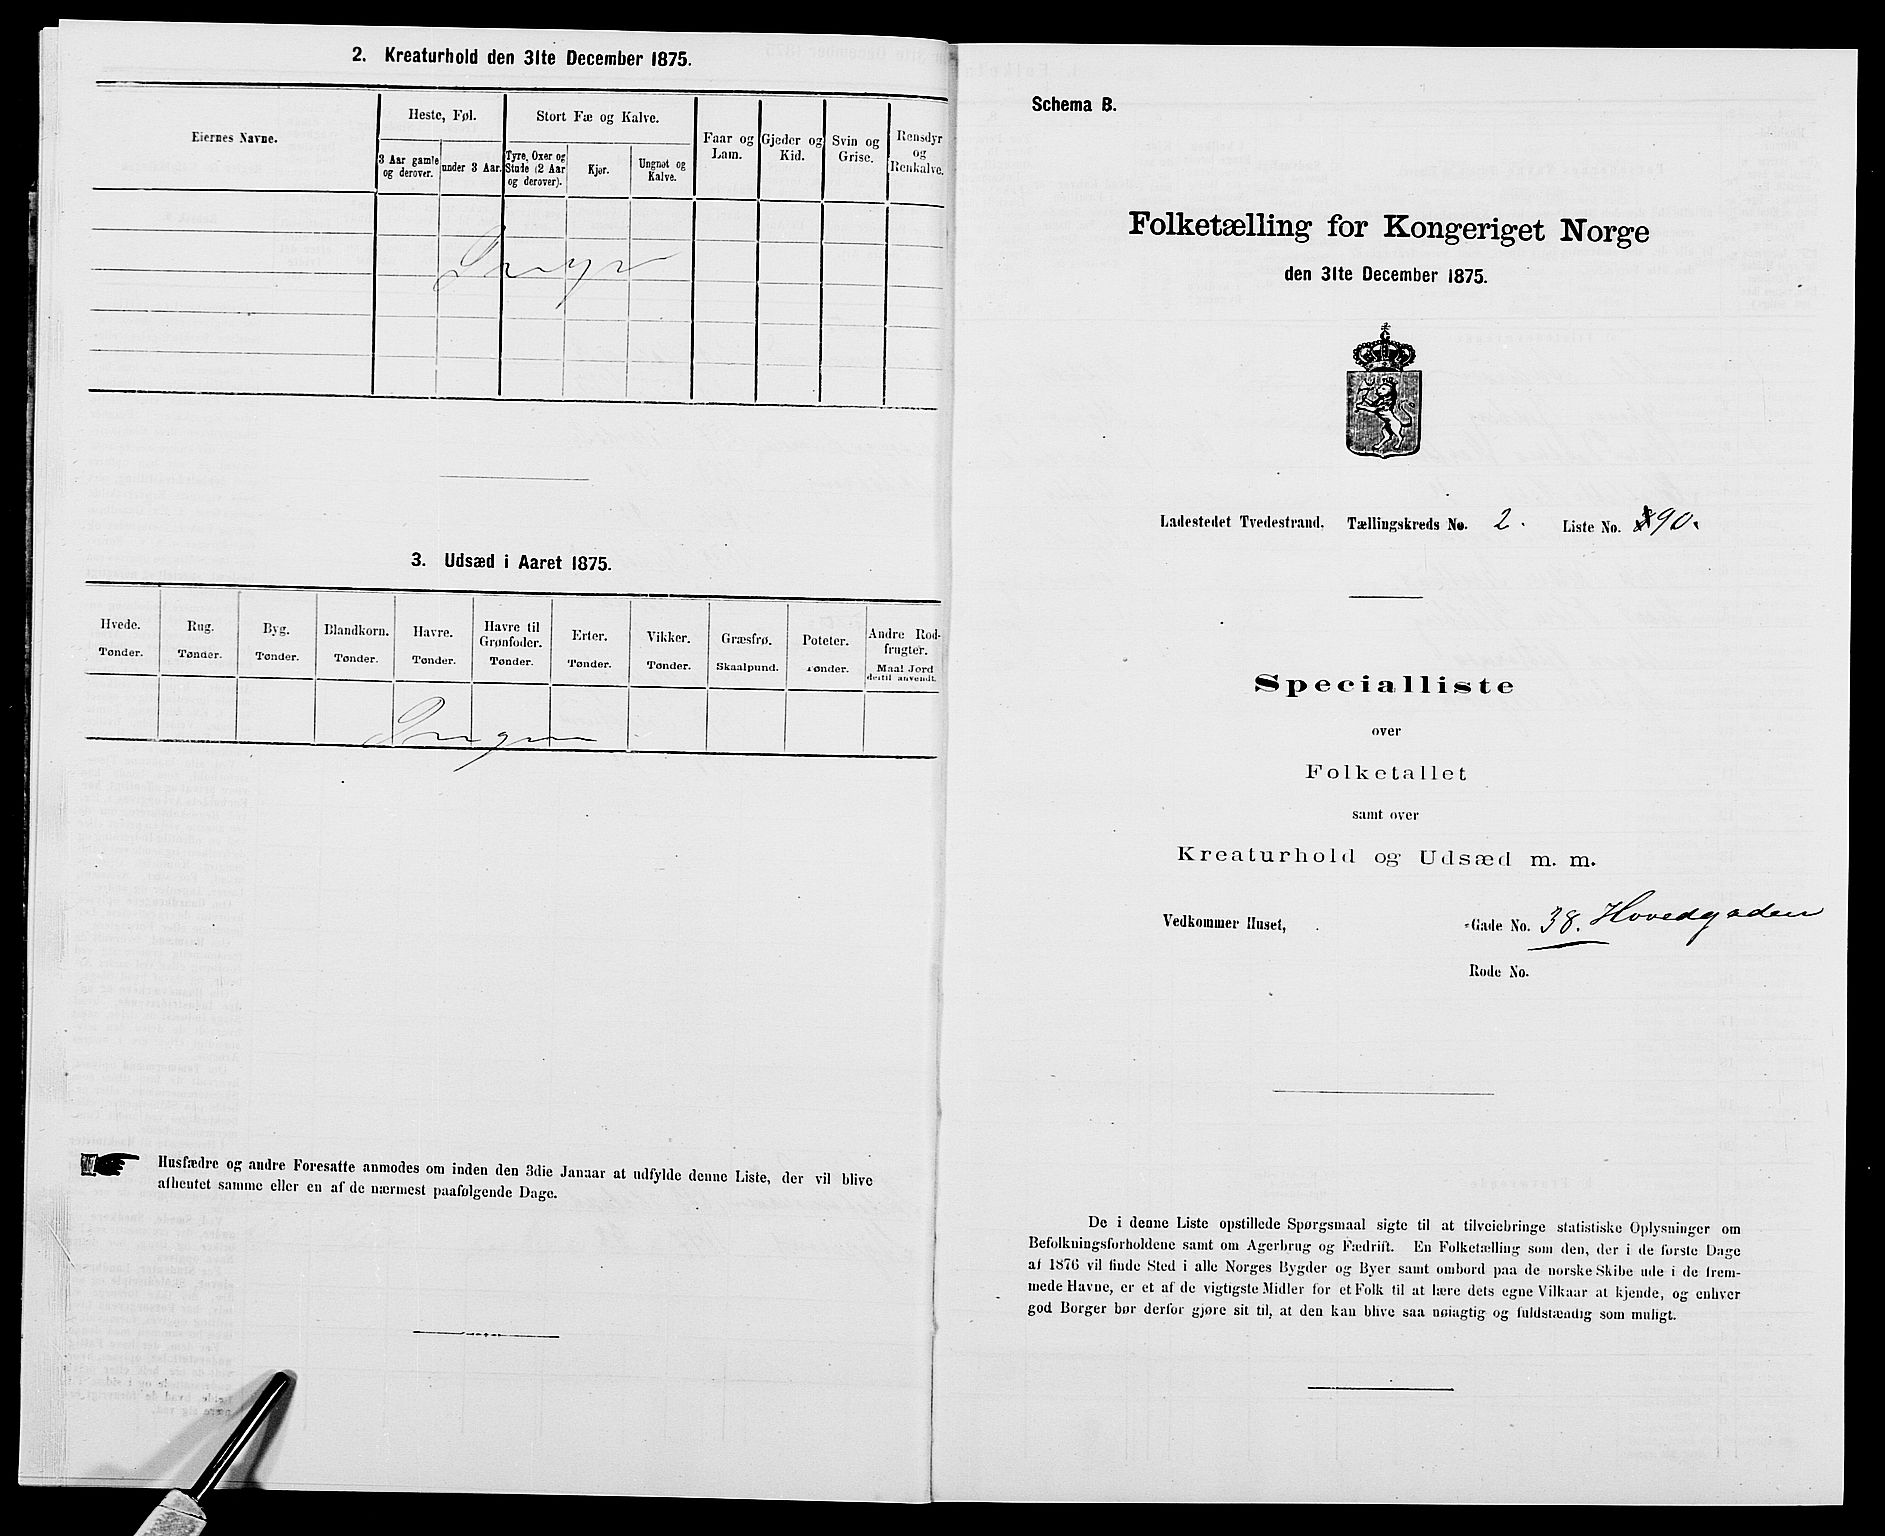 2. Kreaturhold den 31te December 1875.
Eiernes Navne.
Heste, Føl.
3 Aar gamle og derover.
under 3 Aar.
Stort Fæ og Kalve.
Tyre, Oxer og Stude (2 Aar og derover).
Kjør.
Ungnøt og Kalve.
Faar og Lam.
Gjeder og Kid.
Svin og Grise.
Rensdyr og Renkalve.
Ingen
3. Udsæd i Aaret 1875.
Hvede. Tønder.
Rug. Tønder.
Byg. Tønder.
Blandkorn. Tønder.
Havre. Tønder.
Havre til Grønfoder. Tønder.
Erter. Tønder.
Vikker. Tønder.
Græsfrø. Skaalpund.
Poteter. Tønder.
Andre Rodfrugter. Maal Jord dertil anvendt.
Ingen
Husfædre og andre Foresatte anmodes om inden den 3die Januar at udfylde denne Liste, der vil blive
afhentet samme eller en af de nærmest paafølgende Dage.
Schema B.
Folketælling for Kongeriget Norge
den 31te December 1875.
Ladestedet Tvedestrand. Tællingskreds No. 2. Liste No. 90.
Specialliste
over
Folketallet
samt over
Kreaturhold og Udsæd m. m.
Vedkommer Huset, -Gade No. 38. Hovedgaden
Rode No.
De i denne Liste opstillede Spørgsmaal sigte til at tilveiebringe statistiske Oplysninger om
Befolkningsforholdene samt om Agerbrug og Fædrift. En Folketælling som den, der i de første Dage
af 1876 vil finde Sted i alle Norges Bygder og Byer samt ombord paa de norske Skibe ude i de frem-
mede Havne, er et af de vigtigste Midler for et Folk til at lære dets egne Vilkaar at kjende, og enhver
god Borger bør derfor gjøre sit til, at den kan blive saa nøiagtig og fuldstændig som muligt.